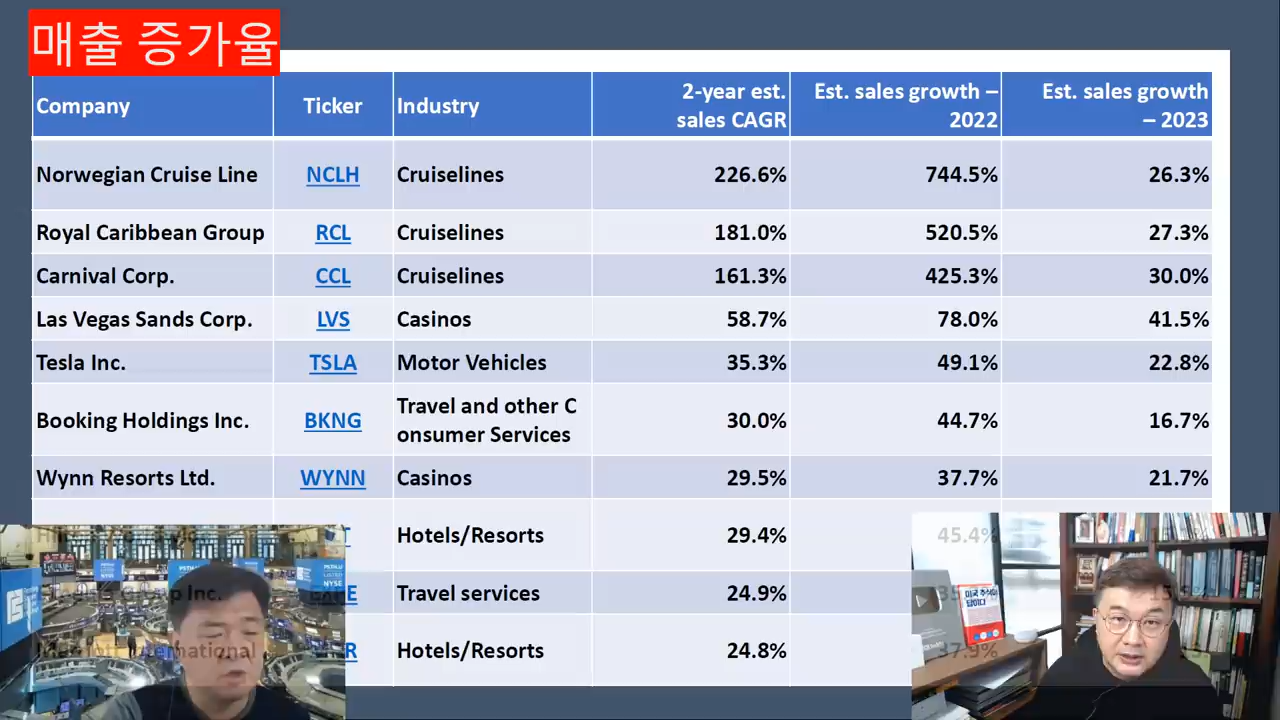 매출 증가율
Company Ticker Industry 2-year est. sales CAGR Est. sales growth – 2022 Est. sales growth – 2023
Norwegian Cruise Line NCLH Cruiselines 226.6% 744.5% 26.3%
Royal Caribbean Group RCL Cruiselines 181.0% 520.5% 27.3%
Carnival Corp. CCL Cruiselines 161.3% 425.3% 30.0%
Las Vegas Sands Corp. LVS Casinos 58.7% 78.0% 41.5%
Tesla Inc. TSLA Motor Vehicles 35.3% 49.1% 22.8%
Booking Holdings Inc. BKNG Travel and other C onsumer Services 30.0% 44.7% 16.7%
Wynn Resorts Ltd. WYNN Casinos 29.5% 37.7% 21.7%
Hotels/Resorts 29.4% 45.4%
Inc. Travel services 24.9%
International Hotels/Resorts 24.8% 37.9%